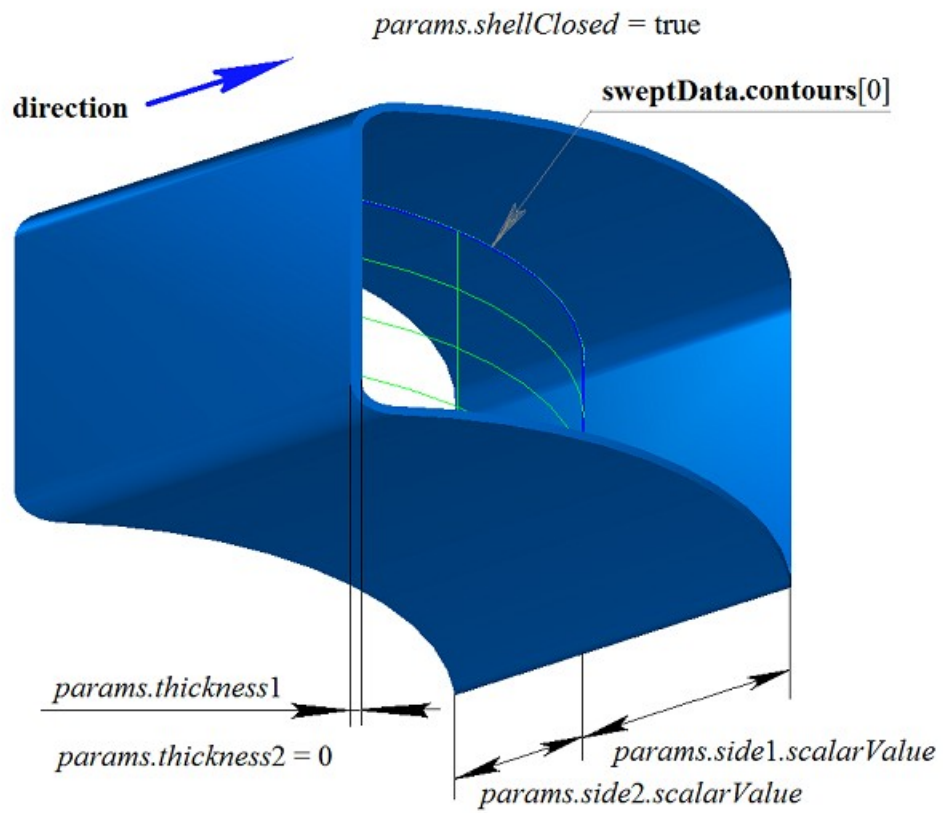 params.shellClosed = true
direction
sweptData.contours[0]
params.thickness1
params.thickness2 = 0
params.side1.scalarValue
params.side2.scalarValue